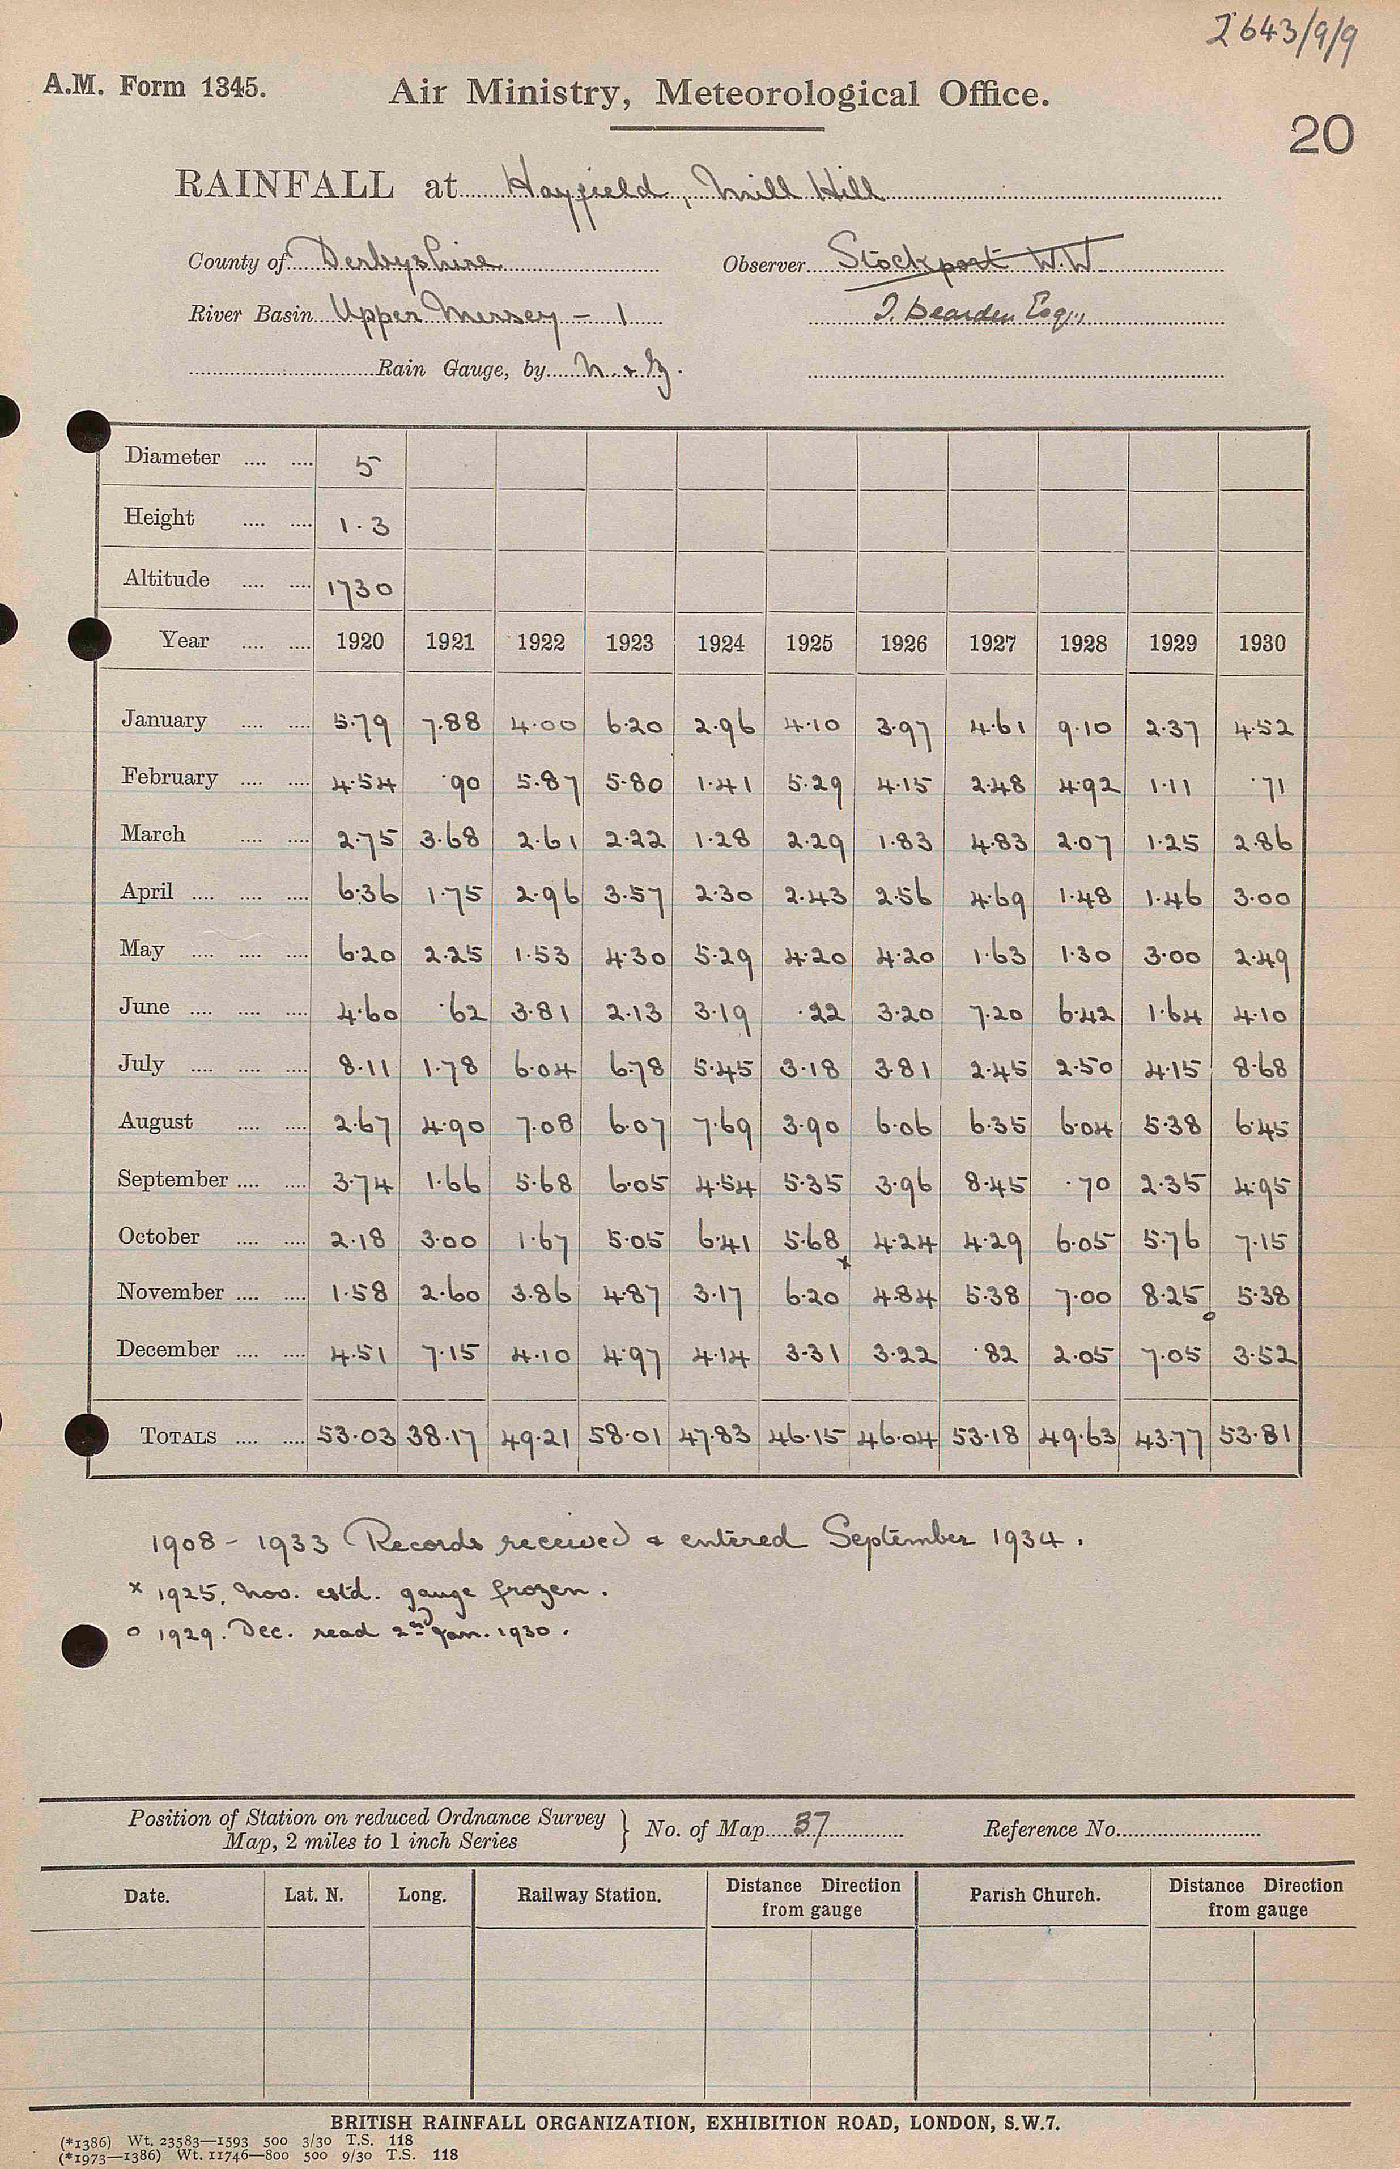 2643/9/9
A.M. Form 1345.
Air Ministry, Meteorological Office.
20
RAINFALL at Hayfield, Mill Hill
County of Derbyshire Observer Stockport W.W.
River Basin Upper Mersey - 1 J. Dearden Esq.,
Rain Gauge, by N & Z.
Diameter .... .... 5
Height .... .... 1.3
Altitude .... .... 1730
Year .... .... 1920 1921 1922 1923 1924 1925 1926 1927 1928 1929 1930
January .... .... 5.79 7.88 4.00 6.20 2.96 4.10 3.97 4.61 9.10 2.37 4.52
February .... .... 4.54 .90 5.87 5.80 1.41 5.29 4.15 2.48 4.92 1.11 .71
March .... .... 2.75 3.68 2.61 2.22 1.28 2.29 1.83 4.83 2.07 1.25 2.86
April .... .... .... 6.36 1.75 2.96 3.57 2.30 2.43 2.56 4.69 1.48 1.46 3.00
May .... .... .... 6.20 2.25 1.53 4.30 5.29 4.20 4.20 1.63 1.30 3.00 2.49
June .... .... .... 4.60 .62 3.81 2.13 3.19 .22 3.20 7.20 6.42 1.64 4.10
July .... .... .... 8.11 1.78 6.04 6.78 5.45 3.18 3.81 2.45 2.50 4.15 8.68
August .... .... 2.67 4.90 7.08 6.07 7.69 3.90 6.06 6.35 6.04 5.38 6.45
September .... .... 3.74 1.66 5.68 6.05 4.54 5.35 3.96 8.45 .70 2.35 4.95
October .... .... 2.18 3.00 1.67 5.05 6.41 5.68 4.24 4.29 6.05 5.76 7.15
November .... .... 1.58 2.60 3.86 4.87 3.17 6.20 x 4.84 5.38 7.00 8.25 5.38
December .... .... 4.51 7.15 4.10 4.97 4.14 3.31 3.22 .82 2.05 7.05 o 3.52
TOTALS .... .... 53.03 38.17 49.21 58.01 47.83 46.15 46.04 53.18 49.63 43.77 53.81
1908 - 1933 Records received & entered September 1934.
x 1925, Nov. estd. gauge frozen.
o 1929. Dec. read 2nd Jan. 1930.
Position of Station on reduced Ordnance Survey
Map, 2 miles to 1 inch Series } No. of Map 37 Reference No.
Date. Lat. N. Long. Railway Station. Distance Direction from gauge Parish Church. Distance Direction from gauge
BRITISH RAINFALL ORGANIZATION, EXHIBITION ROAD, LONDON, S.W.7.
(*1386) Wt. 23583—1593 500 3/30 T.S. 118
(*1973—1386) Wt. 11746—800 500 9/30 T.S. 118